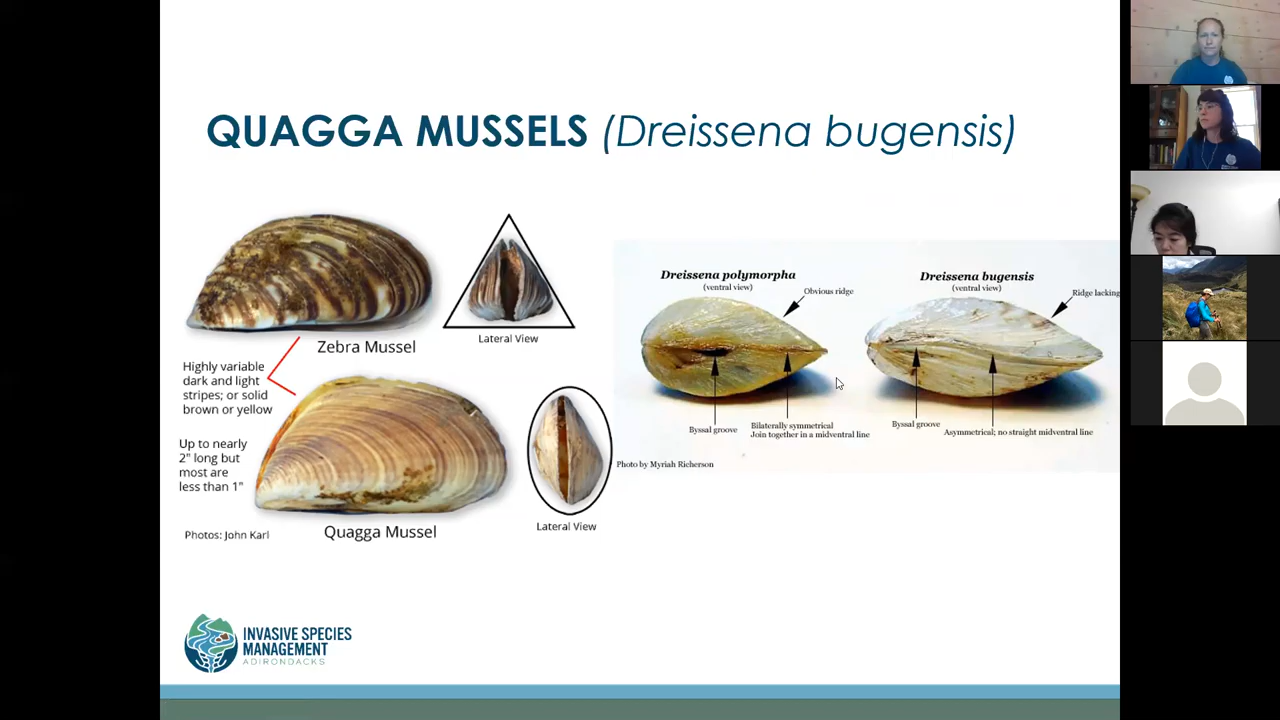 QUAGGA MUSSELS (Dreissena bugensis)
Lateral View
Zebra Mussel
Highly variable
dark and light
stripes; or solid
brown or yellow
Up to nearly
2" long but
most are
less than 1"
Lateral View
Photos: John Karl
Quagga Mussel
Dreissena polymorpha
(ventral view)
Obvious ridge
Byssal groove
Bilaterally symmetrical
Join together in a midventral line
Photo by Myriah Richerson
Dreissena bugensis
(ventral view)
Ridge lacking
Byssal groove
Asymmetrical; no straight midventral line
INVASIVE SPECIES
MANAGEMENT
ADIRONDACKS